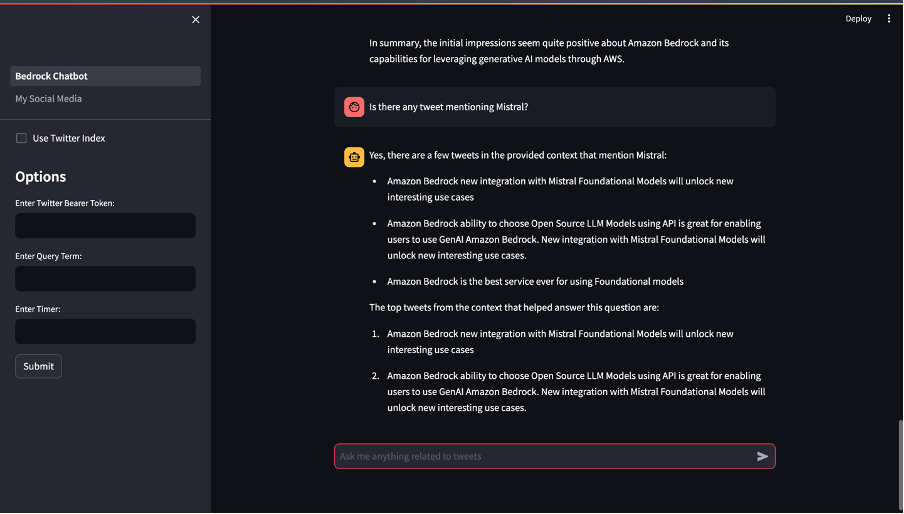 Deploy
Bedrock Chatbot
My Social Media
Use Twitter Index
Options
Enter Twitter Bearer Token:
Enter Query Term:
Enter Timer:
Submit
In summary, the initial impressions seem quite positive about Amazon Bedrock and its
capabilities for leveraging generative AI models through AWS.
Is there any tweet mentioning Mistral?
Yes, there are a few tweets in the provided context that mention Mistral:
• Amazon Bedrock new integration with Mistral Foundational Models will unlock new
interesting use cases
• Amazon Bedrock ability to choose Open Source LLM Models using API is great for enabling
users to use GenAI Amazon Bedrock. New integration with Mistral Foundational Models will
unlock new interesting use cases.
• Amazon Bedrock is the best service ever for using Foundational models
The top tweets from the context that helped answer this question are:
1. Amazon Bedrock new integration with Mistral Foundational Models will unlock new
interesting use cases
2. Amazon Bedrock ability to choose Open Source LLM Models using API is great for enabling
users to use GenAI Amazon Bedrock. New integration with Mistral Foundational Models will
unlock new interesting use cases.
Ask me anything related to tweets